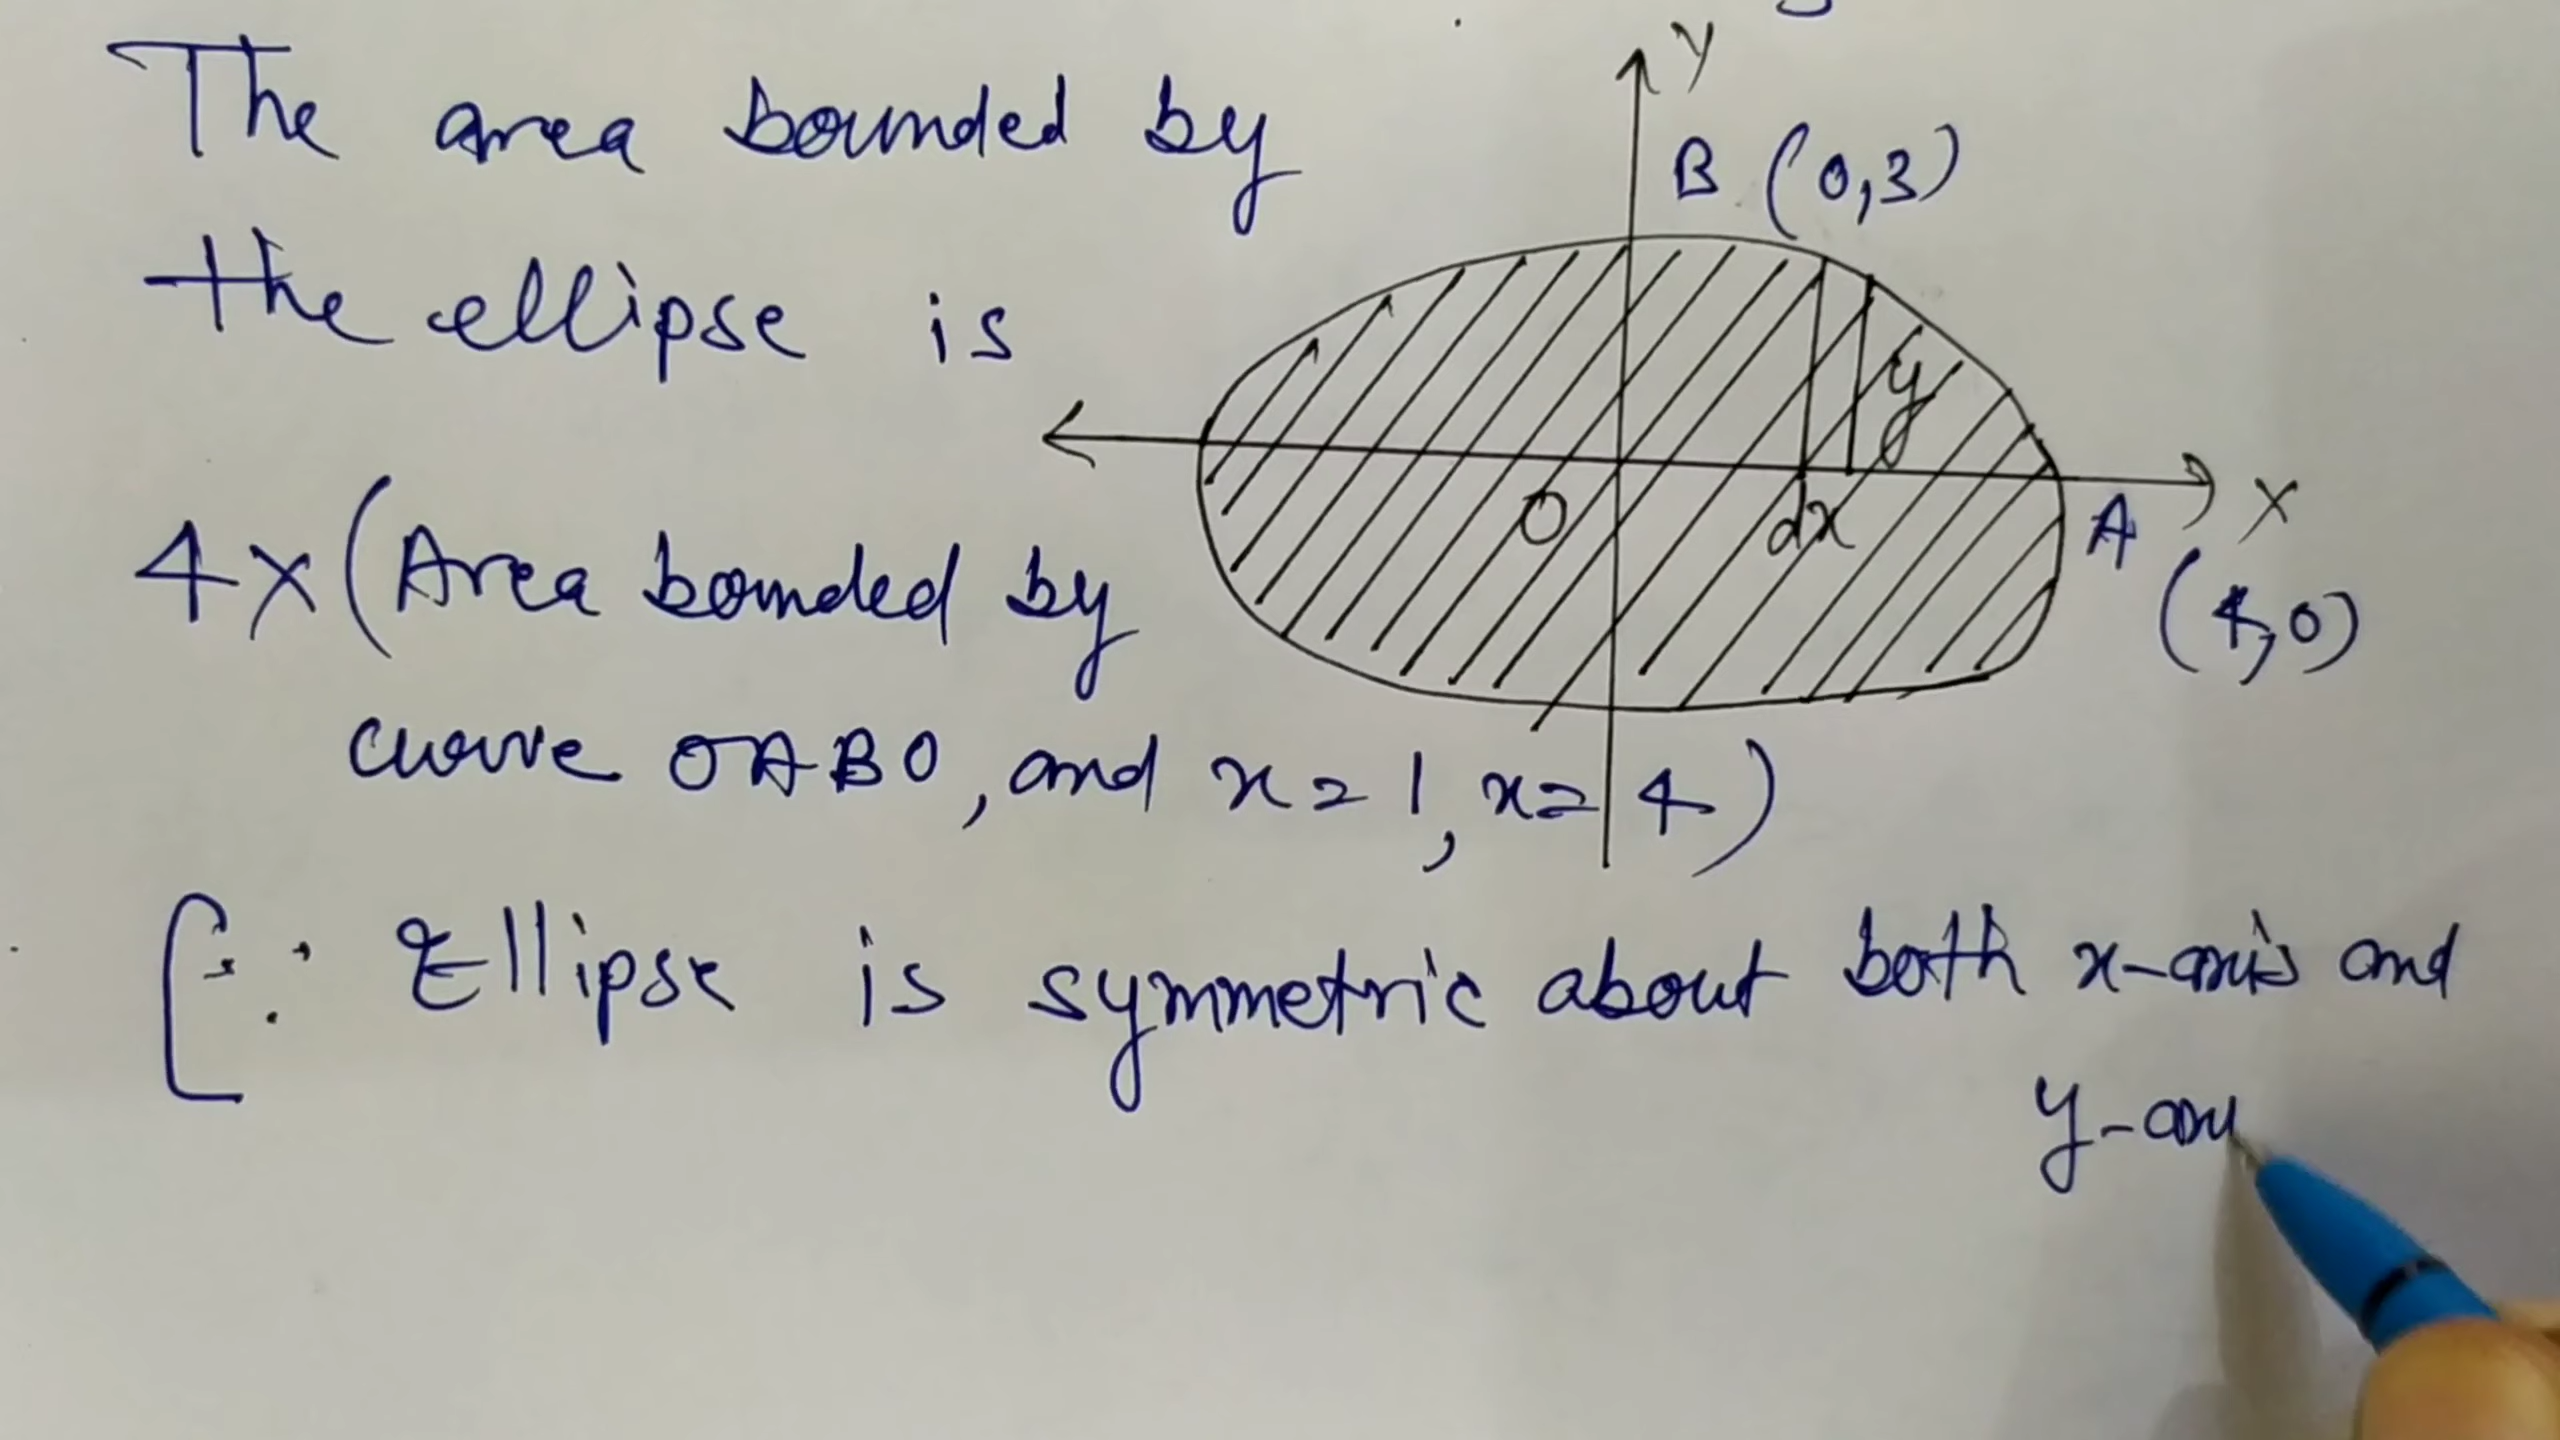 The area bounded by
the ellipse is
4 × (Area bounded by
curve OABO, and x = 1, x = 4)
[∵ Ellipse is symmetric about both x-axis and
y-axi
Y
B (0,3)
y
O
dx
X
A
(4,0)